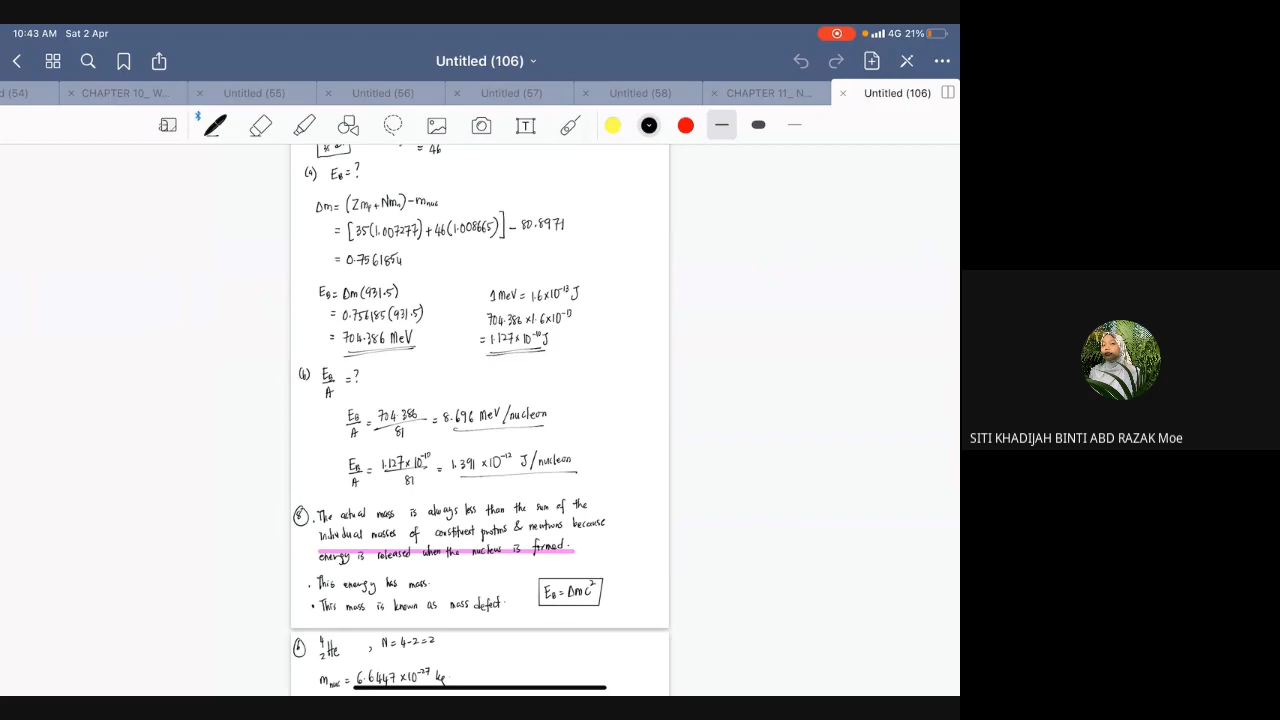 10:43 AM Sat 2 Apr
4G 21%
Untitled (106)
d (54)
CHAPTER 10_ W...
Untitled (55)
Untitled (56)
Untitled (57)
Untitled (58)
CHAPTER 11_ N...
Untitled (106)
= 46
(a) EB = ?
Δm = (Zmp + Nmn) - mnuc
= [35(1.007277) + 46(1.008665)] - 80.8971
= 0.7561854
EB = Δm(931.5)
= 0.756185(931.5)
= 704.386 MeV
1 MeV = 1.6×10⁻¹³ J
704.386 × 1.6×10⁻¹³
= 1.127×10⁻¹⁰ J
(b) EB/A = ?
EB/A = 704.386/81 = 8.696 MeV/nucleon
EB/A = 1.127×10⁻¹⁰/81 = 1.391 ×10⁻¹² J/nucleon
8 . The actual mass is always less than the sum of the
individual masses of constituent protons & neutrons because
energy is released when the nucleus is formed.
. This energy has mass.
• This mass is known as mass defect.
EB = Δmc²
6 ⁴₂He , N = 4-2=2
mnuc = 6.6447 ×10⁻²⁷ kg.
SITI KHADIJAH BINTI ABD RAZAK Moe